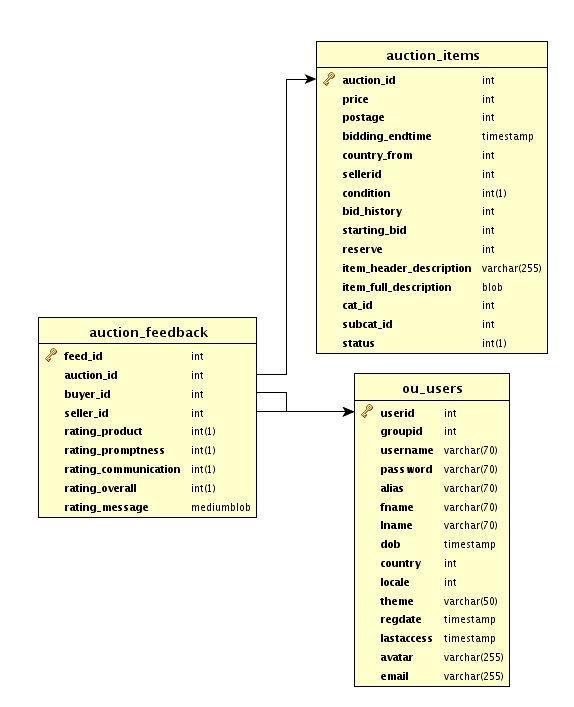 auction_items
auction_id int
price int
postage int
bidding_endtime timestamp
country_from int
sellerid int
condition int(1)
bid_history int
starting_bid int
reserve int
item_header_description varchar(255)
item_full_description blob
cat_id int
subcat_id int
status int(1)
auction_feedback
feed_id int
auction_id int
buyer_id int
seller_id int
rating_product int(1)
rating_promptness int(1)
rating_communication int(1)
rating_overall int(1)
rating_message mediumblob
ou_users
userid int
groupid int
username varchar(70)
password varchar(70)
alias varchar(70)
fname varchar(70)
lname varchar(70)
dob timestamp
country int
locale int
theme varchar(50)
regdate timestamp
lastaccess timestamp
avatar varchar(255)
email varchar(255)